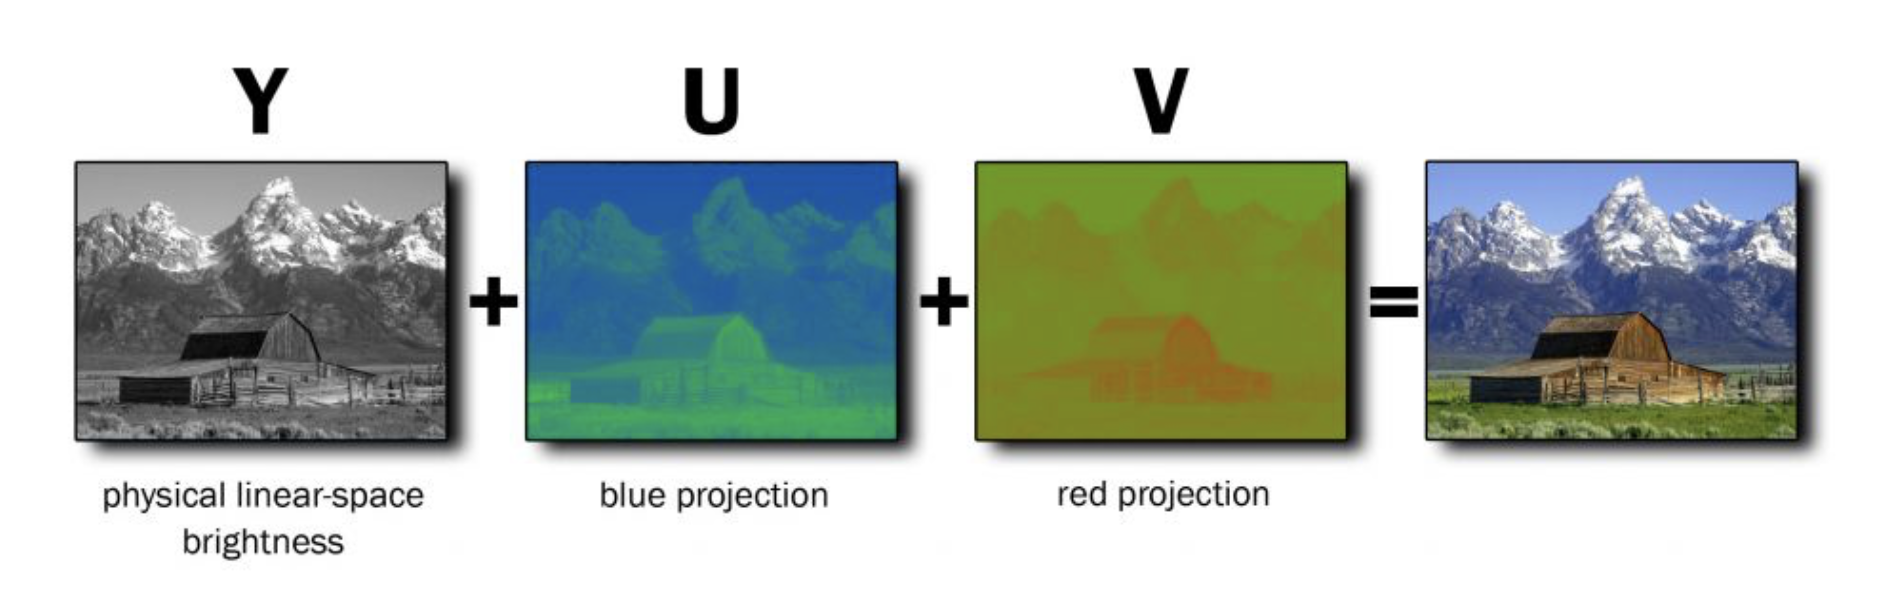 Y
U
V
+
+
=
physical linear-space
brightness
blue projection
red projection